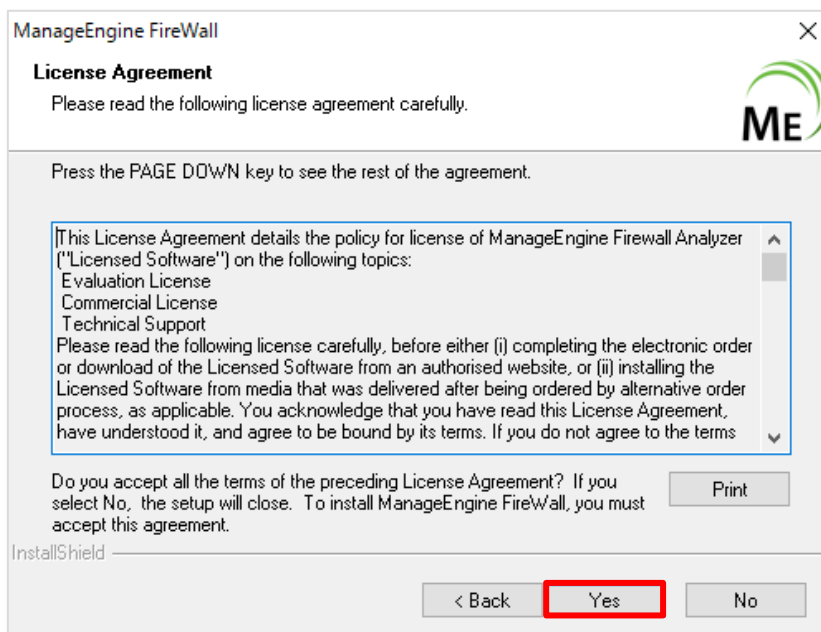 ManageEngine FireWall
License Agreement
Please read the following license agreement carefully.
ME
Press the PAGE DOWN key to see the rest of the agreement.
This License Agreement details the policy for license of ManageEngine Firewall Analyzer
("Licensed Software") on the following topics:
Evaluation License
Commercial License
Technical Support
Please read the following license carefully, before either (i) completing the electronic order
or download of the Licensed Software from an authorised website, or (ii) installing the
Licensed Software from media that was delivered after being ordered by alternative order
process, as applicable. You acknowledge that you have read this License Agreement,
have understood it, and agree to be bound by its terms. If you do not agree to the terms
Do you accept all the terms of the preceding License Agreement? If you
select No, the setup will close. To install ManageEngine FireWall, you must
accept this agreement.
Print
InstallShield
< Back
Yes
No